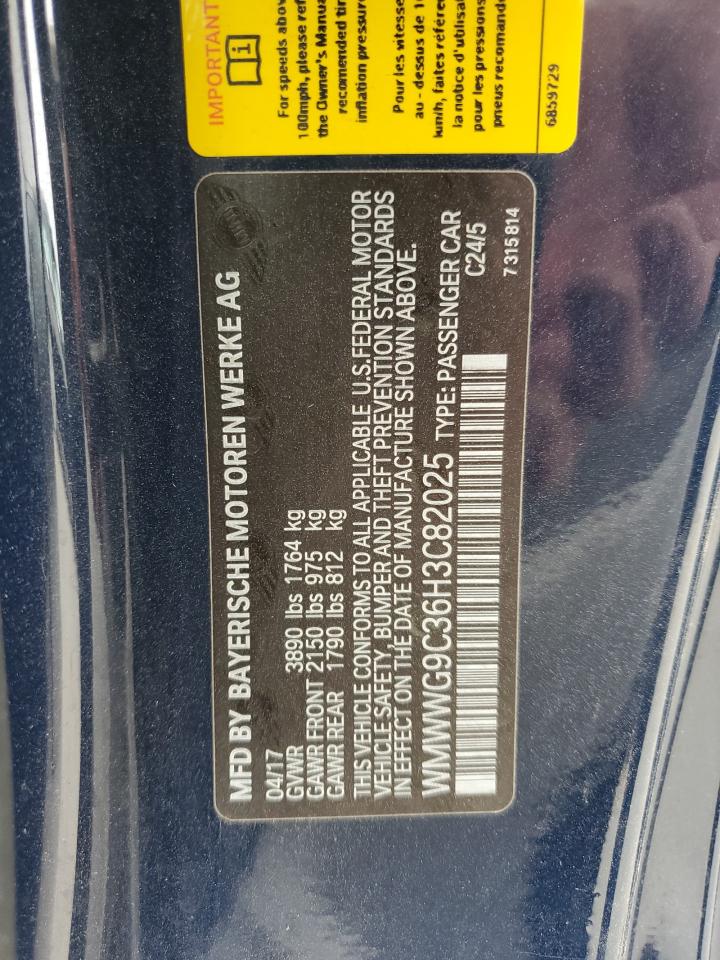 MFD BY BAYERISCHE MOTOREN WERKE AG
04/17
GVWR 3890 lbs 1764 kg
GAWR FRONT 2150 lbs 975 kg
GAWR REAR 1790 lbs 812 kg
THIS VEHICLE CONFORMS TO ALL APPLICABLE U.S.FEDERAL MOTOR
VEHICLE SAFETY, BUMPER AND THEFT PREVENTION STANDARDS
IN EFFECT ON THE DATE OF MANUFACTURE SHOWN ABOVE.
WMWWG9C36H3C82025 TYPE: PASSENGER CAR
C24/5
7 315 814
IMPORTANT
For speeds abov
100mph, please ref
the Owner's Manua
recomended tir
inflation pressure
Pour les vitesse
au - dessus de 1
km/h, faites référe
la notice d'utilisa
pour les pressions
pneus recomandé
6859729